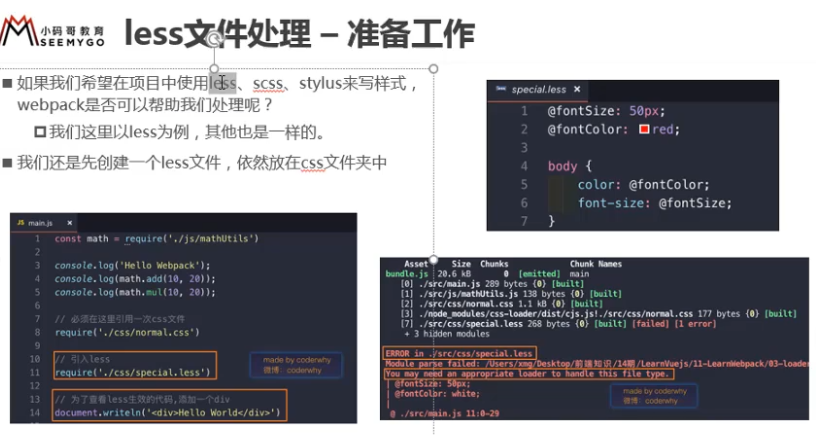 小码哥教育
SEEMYGO
less文件处理 – 准备工作
如果我们希望在项目中使用less、scss、stylus来写样式，
webpack是否可以帮助我们处理呢？
我们这里以less为例，其他也是一样的。
我们还是先创建一个less文件，依然放在css文件夹中
special.less ×
1 @fontSize: 50px;
2 @fontColor: red;
3
4 body {
5 color: @fontColor;
6 font-size: @fontSize;
7 }
JS main.js ×
1 const math = require('./js/mathUtils')
2
3 console.log('Hello Webpack');
4 console.log(math.add(10, 20));
5 console.log(math.mul(10, 20));
6
7 // 必须在这里引用一次css文件
8 require('./css/normal.css')
9
10 // 引入less
11 require('./css/special.less')
12
13 // 为了查看less生效的代码,添加一个div
14 document.writeln('<div>Hello World</div>')
made by coderwhy
微博：coderwhy
Asset Size Chunks Chunk Names
bundle.js 20.6 kB 0 [emitted] main
[0] ./src/main.js 289 bytes {0} [built]
[1] ./src/js/mathUtils.js 138 bytes {0} [built]
[2] ./src/css/normal.css 1.1 kB {0} [built]
[3] ./node_modules/css-loader/dist/cjs.js!./src/css/normal.css 177 bytes {0} [built]
[7] ./src/css/special.less 268 bytes {0} [built] [failed] [1 error]
+ 3 hidden modules
ERROR in ./src/css/special.less
Module parse failed: /Users/xmg/Desktop/前端知识/14期/LearnVuejs/11-LearnWebpack/03-loader
You may need an appropriate loader to handle this file type.
| @fontSize: 50px;
| @fontColor: white;
|
@ ./src/main.js 11:0-29
made by coderwhy
微博：coderwhy